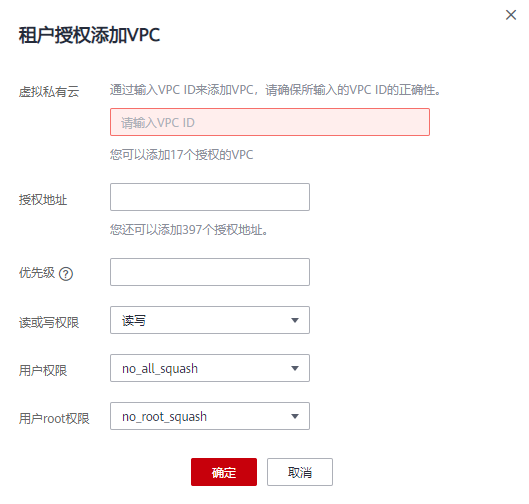 租户授权添加VPC
虚拟私有云
通过输入VPC ID来添加VPC，请确保所输入的VPC ID的正确性。
请输入VPC ID
您可以添加17个授权的VPC
授权地址
您还可以添加397个授权地址。
优先级 ?
读或写权限
读写
用户权限
no_all_squash
用户root权限
no_root_squash
确定
取消